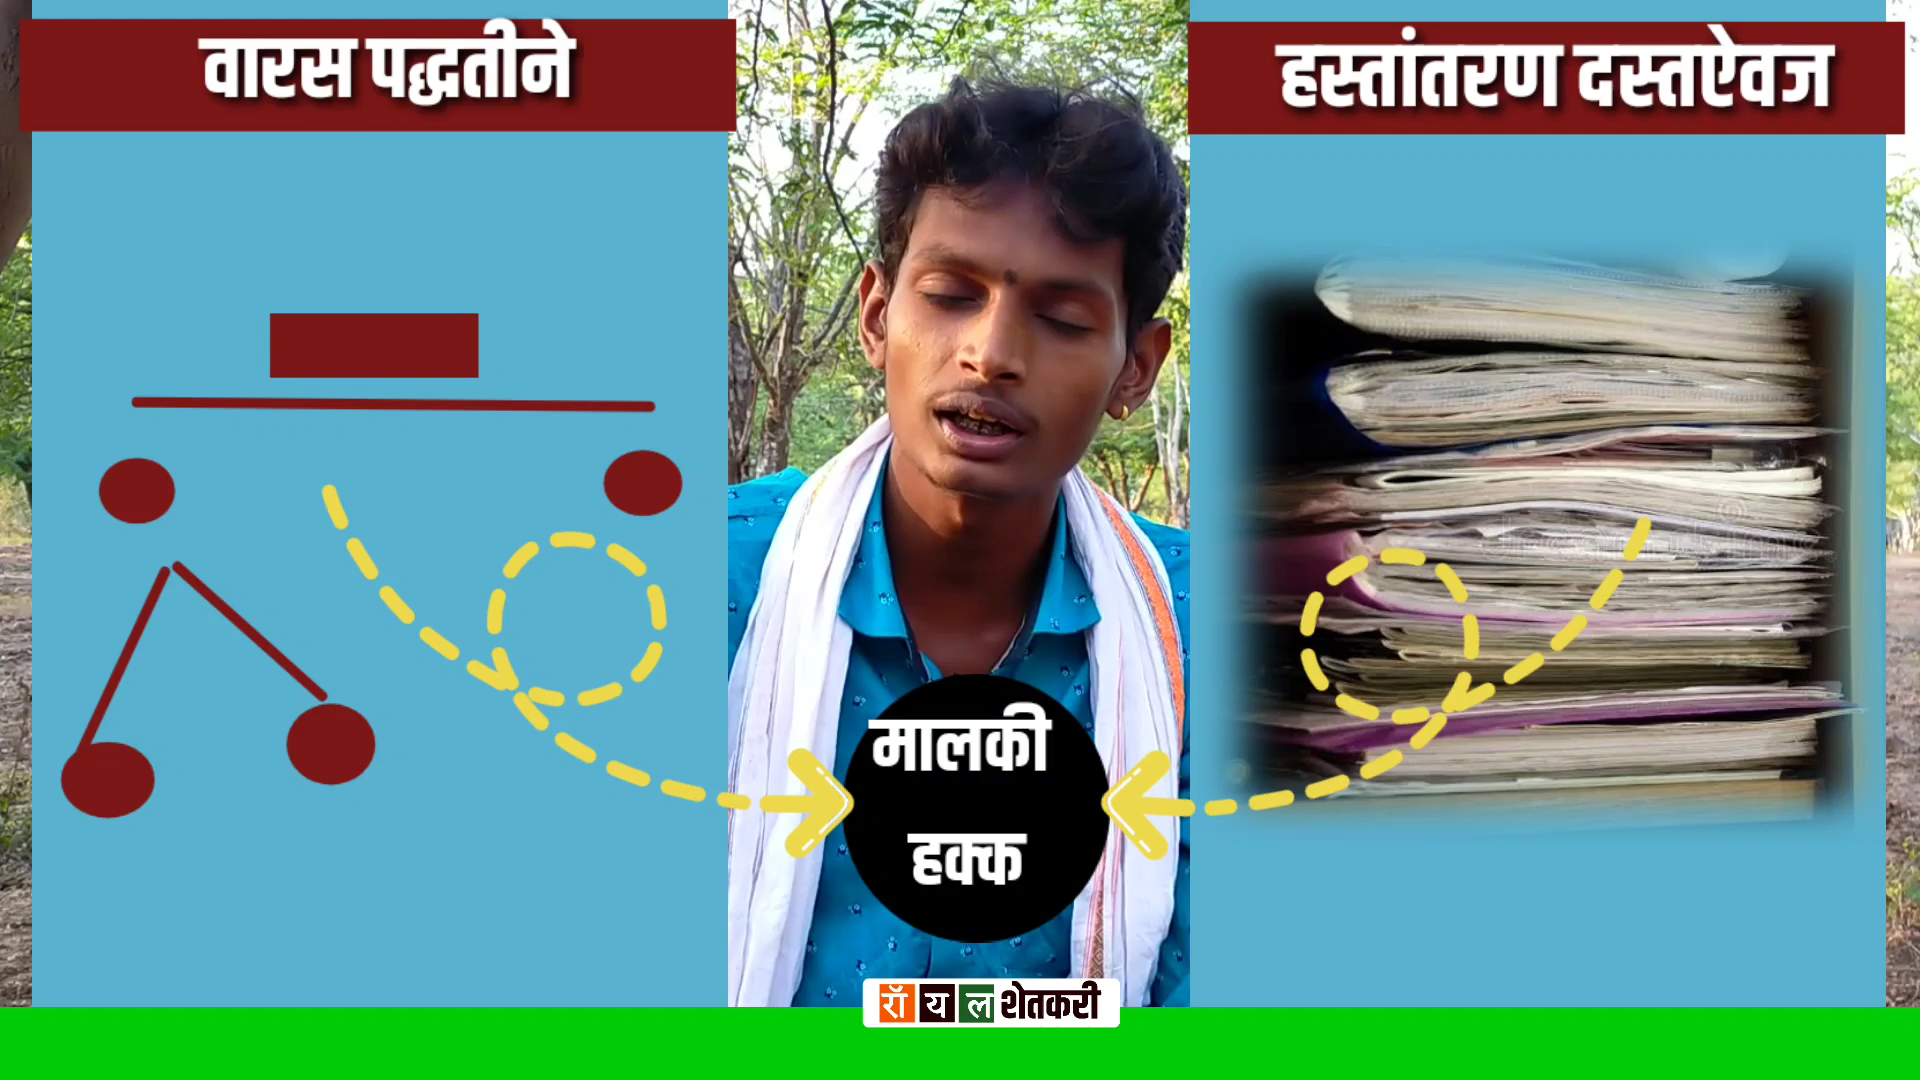 वारस पद्धतीने
हस्तांतरण दस्तऐवज
मालकी
हक्क
रॉयल शेतकरी